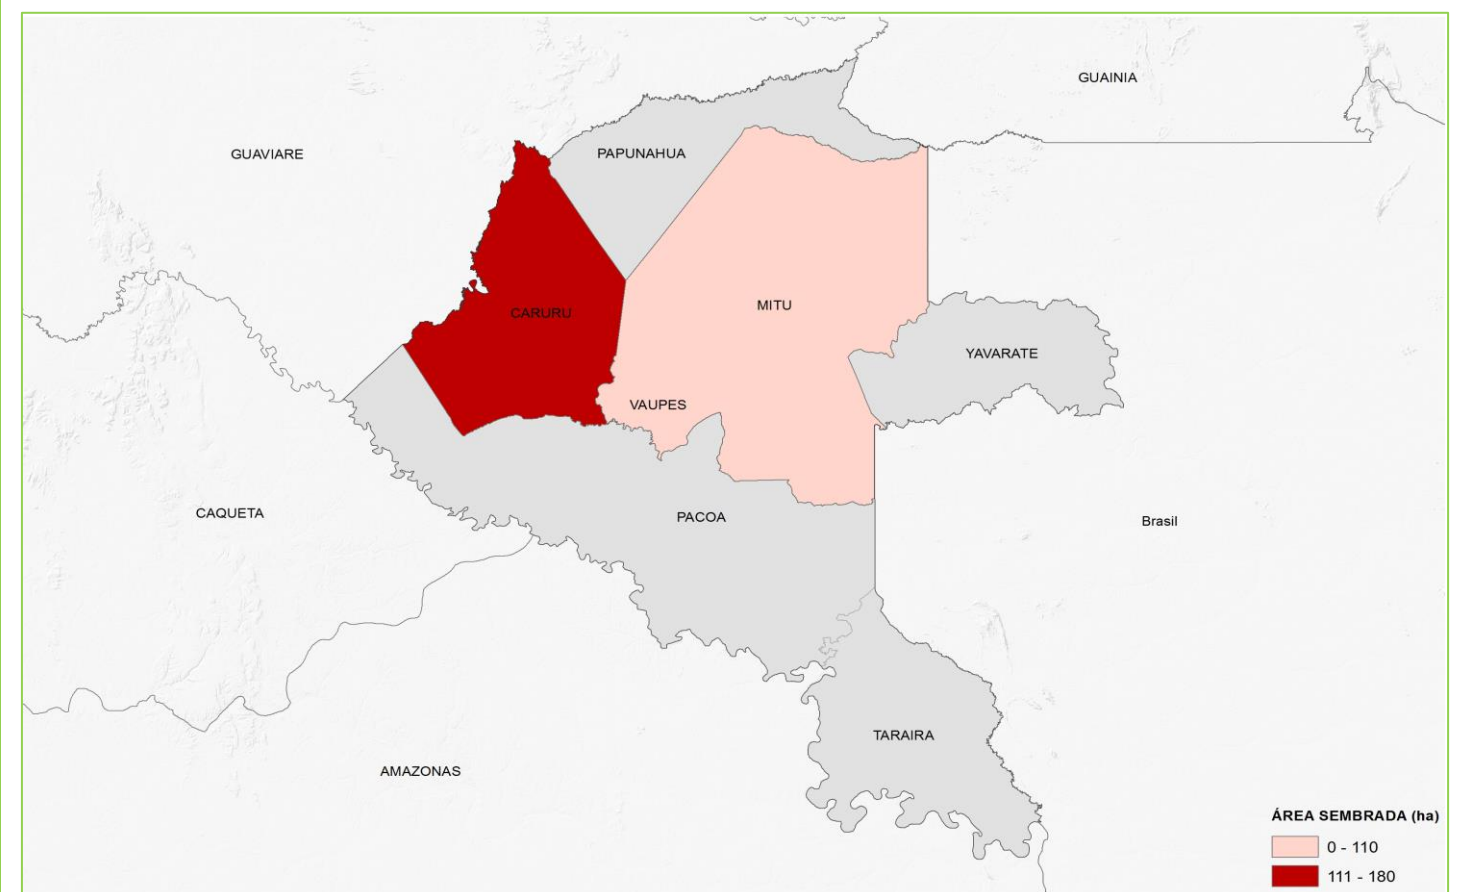 GUAINIA
GUAVIARE
PAPUNAHUA
CARURU
MITU
YAVARATE
VAUPES
CAQUETA
PACOA
Brasil
TARAIRA
AMAZONAS
ÁREA SEMBRADA (ha)
0 - 110
111 - 180